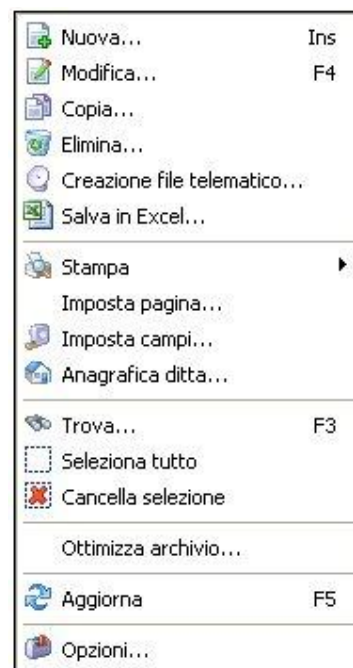 Nuova... Ins
Modifica... F4
Copia...
Elimina...
Creazione file telematico...
Salva in Excel...
Stampa
Imposta pagina...
Imposta campi...
Anagrafica ditta...
Trova... F3
Seleziona tutto
Cancella selezione
Ottimizza archivio...
Aggiorna F5
Opzioni...